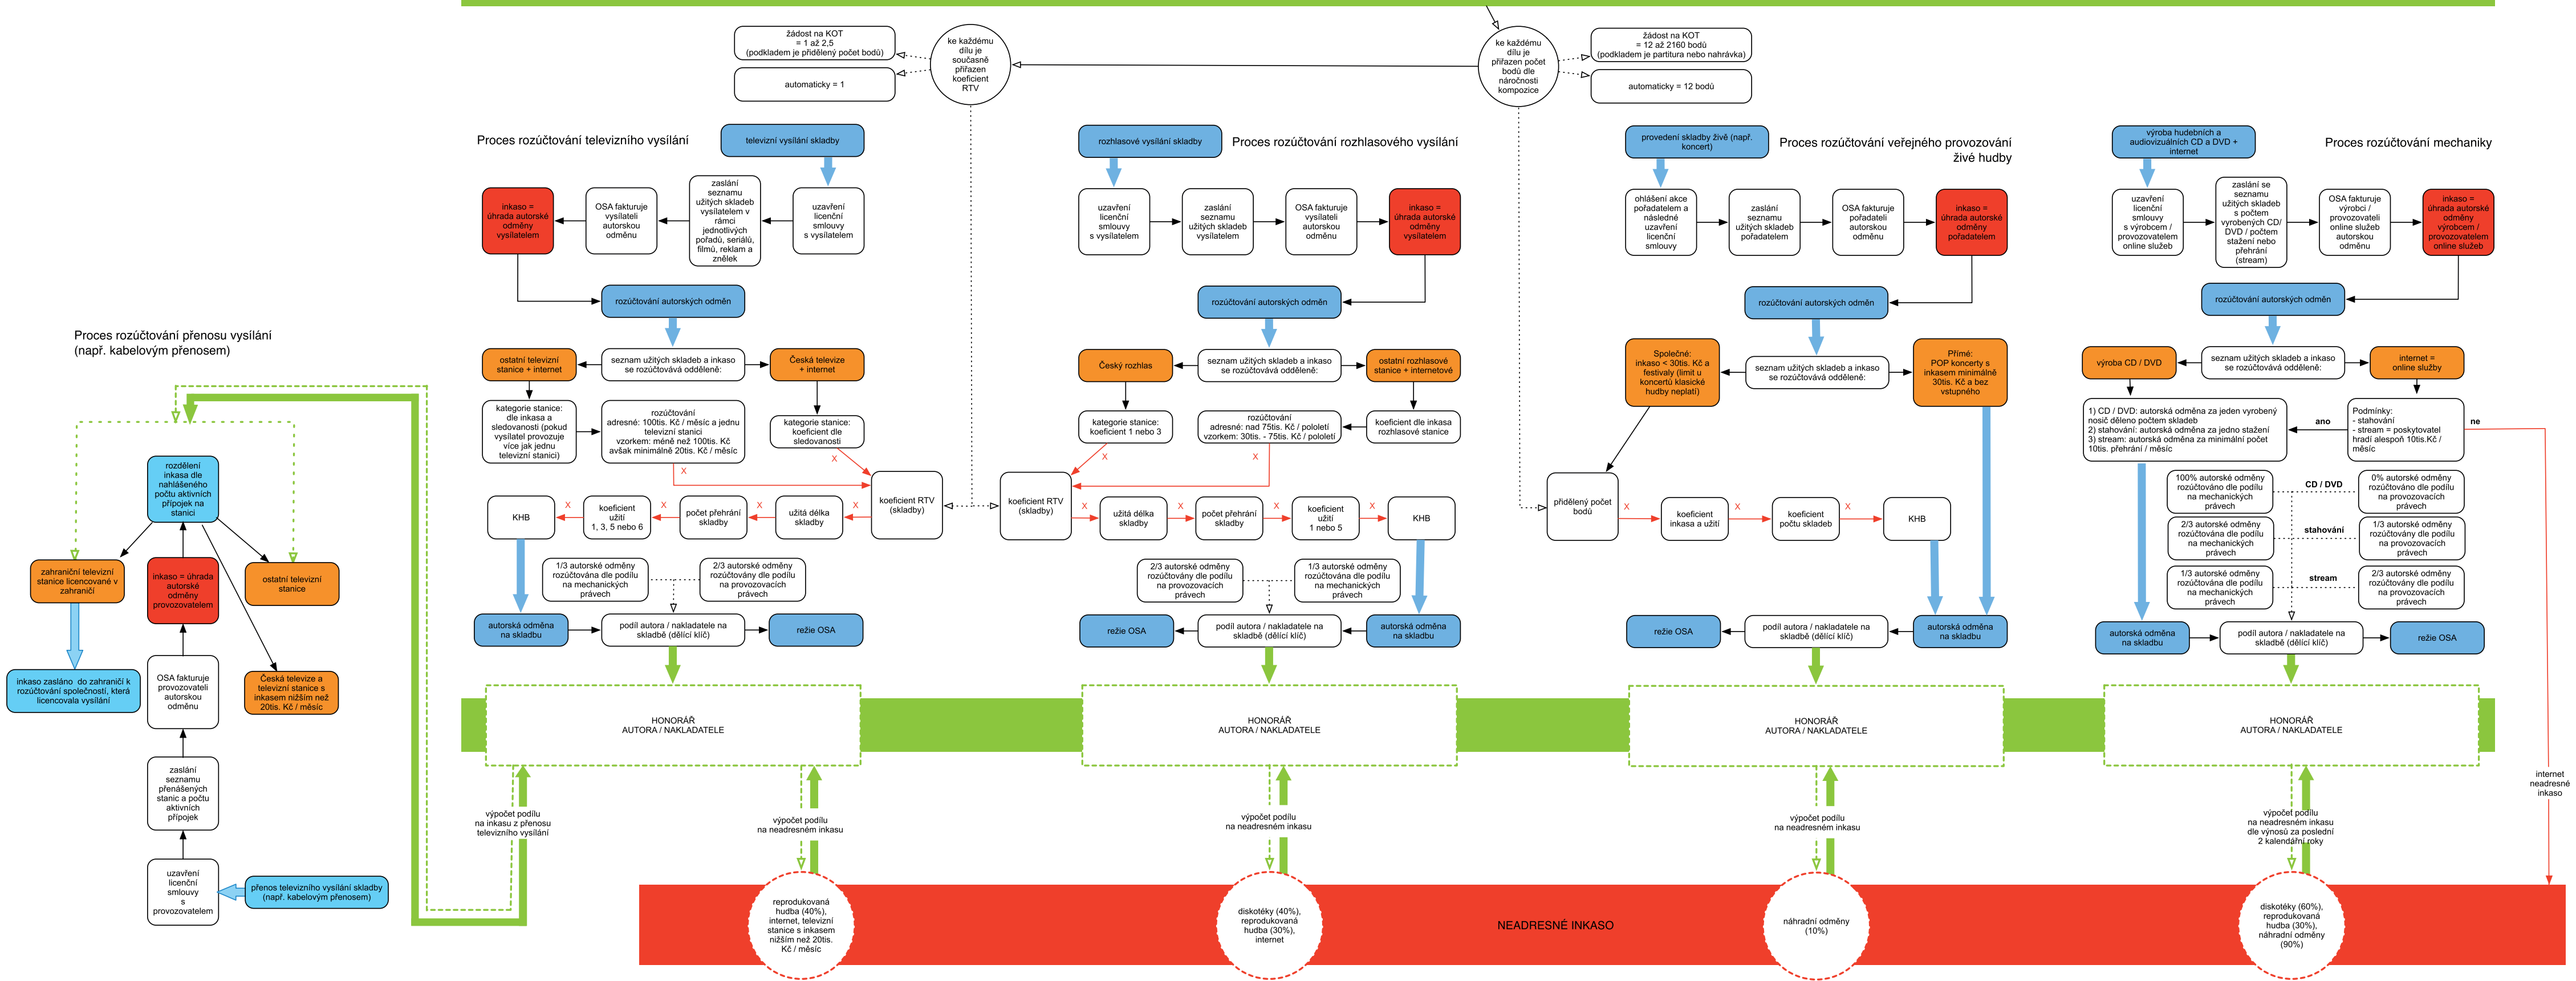 žádost na KOT
= 1 až 2,5
(podkladem je přidělený počet bodů)
automaticky = 1
ke každému
dílu je
současně
přiřazen
koeficient
RTV
ke každému
dílu je
přiřazen počet
bodů dle
náročnosti
kompozice
žádost na KOT
= 12 až 2160 bodů
(podkladem je partitura nebo nahrávka)
automaticky = 12 bodů
Proces rozúčtování televizního vysílání
televizní vysílání skladby
inkaso =
úhrada autorské
odměny
vysílatelem
OSA fakturuje
vysílateli
autorskou
odměnu
zaslání
seznamu
užitých skladeb
vysílatelem v
rámci
jednotlivých
pořadů, seriálů,
filmů, reklam a
znělek
uzavření
licenční
smlouvy
s vysílatelem
rozúčtování autorských odměn
ostatní televizní
stanice + internet
seznam užitých skladeb a inkaso
se rozúčtovává odděleně:
Česká televize
+ internet
kategorie stanice:
dle inkasa a
sledovanosti (pokud
vysílatel provozuje
více jak jednu
televizní stanici)
rozúčtování
adresné: 100tis. Kč / měsíc a jednu
televizní stanici
vzorkem: méně než 100tis. Kč
avšak minimálně 20tis. Kč / měsíc
kategorie stanice:
koeficient dle
sledovanosti
X
X
koeficient RTV
(skladby)
KHB
X
koeficient
užití
1, 3, 5 nebo 6
X
počet přehrání
skladby
X
užitá délka
skladby
X
1/3 autorské odměny
rozúčtována dle podílu
na mechanických
právech
2/3 autorské odměny
rozúčtovány dle podílu
na provozovacích
právech
autorská odměna
na skladbu
podíl autora / nakladatele na
skladbě (dělící klíč)
režie OSA
HONORÁŘ
AUTORA / NAKLADATELE
výpočet podílu
na inkasu z přenosu
televizního vysílání
výpočet podílu
na neadresném inkasu
reprodukovaná
hudba (40%),
internet, televizní
stanice s inkasem
nižším než 20tis.
Kč / měsíc
rozhlasové vysílání skladby
Proces rozúčtování rozhlasového vysílání
uzavření
licenční
smlouvy
s vysílatelem
zaslání
seznamu
užitých skladeb
vysílatelem
OSA fakturuje
vysílateli
autorskou
odměnu
inkaso =
úhrada autorské
odměny
vysílatelem
rozúčtování autorských odměn
Český rozhlas
seznam užitých skladeb a inkaso
se rozúčtovává odděleně:
ostatní rozhlasové
stanice + internetové
kategorie stanice:
koeficient 1 nebo 3
rozúčtování
adresné: nad 75tis. Kč / pololetí
vzorkem: 30tis. - 75tis. Kč / pololetí
koeficient dle inkasa
rozhlasové stanice
X
X
koeficient RTV
(skladby)
X
užitá délka
skladby
X
počet přehrání
skladby
X
koeficient
užití
1 nebo 5
X
KHB
2/3 autorské odměny
rozúčtovány dle podílu
na provozovacích
právech
1/3 autorské odměny
rozúčtována dle podílu
na mechanických
právech
režie OSA
podíl autora / nakladatele na
skladbě (dělící klíč)
autorská odměna
na skladbu
HONORÁŘ
AUTORA / NAKLADATELE
výpočet podílu
na neadresném inkasu
diskotéky (40%),
reprodukovaná
hudba (30%),
internet
NEADRESNÉ INKASO
provedení skladby živě (např.
koncert)
Proces rozúčtování veřejného provozování
živé hudby
ohlášení akce
pořadatelem a
následné
uzavření
licenční
smlouvy
zaslání
seznamu
užitých skladeb
pořadatelem
OSA fakturuje
pořadateli
autorskou
odměnu
inkaso =
úhrada autorské
odměny
pořadatelem
rozúčtování autorských odměn
Společné:
inkaso < 30tis. Kč a
festivaly (limit u
koncertů klasické
hudby neplatí)
seznam užitých skladeb a inkaso
se rozúčtovává odděleně:
Přímé:
POP koncerty s
inkasem minimálně
30tis. Kč a bez
vstupného
přidělený počet
bodů
X
koeficient
inkasa a užití
X
koeficient
počtu skladeb
X
KHB
režie OSA
podíl autora / nakladatele na
skladbě (dělící klíč)
autorská odměna
na skladbu
HONORÁŘ
AUTORA / NAKLADATELE
výpočet podílu
na neadresném inkasu
náhradní odměny
(10%)
výroba hudebních a
audiovizuálních CD a DVD +
internet
Proces rozúčtování mechaniky
uzavření
licenční
smlouvy
s výrobcem /
provozovatelem
online služeb
zaslání se
seznamu
užitých skladeb
s počtem
vyrobených CD/
DVD / počtem
stažení nebo
přehrání
(stream)
OSA fakturuje
výrobci /
provozovateli
online služeb
autorskou
odměnu
inkaso =
úhrada autorské
odměny
výrobcem /
provozovatelem
online služeb
rozúčtování autorských odměn
výroba CD / DVD
seznam užitých skladeb a inkaso
se rozúčtovává odděleně:
internet =
online služby
1) CD / DVD: autorská odměna za jeden vyrobený
nosič děleno počtem skladeb
2) stahování: autorská odměna za jedno stažení
3) stream: autorská odměna za minimální počet
10tis. přehrání / měsíc
ano
Podmínky:
- stahování
- stream = poskytovatel
hradí alespoň 10tis.Kč /
měsíc
ne
100% autorské odměny
rozúčtováno dle podílu
na mechanických
právech
CD / DVD
0% autorské odměny
rozúčtováno dle podílu
na provozovacích
právech
2/3 autorské odměny
rozúčtována dle podílu
na mechanických
právech
stahování
1/3 autorské odměny
rozúčtována dle podílu
na provozovacích
právech
1/3 autorské odměny
rozúčtována dle podílu
na mechanických
právech
stream
2/3 autorské odměny
rozúčtovány dle podílu
na provozovacích
právech
autorská odměna
na skladbu
podíl autora / nakladatele na
skladbě (dělící klíč)
režie OSA
HONORÁŘ
AUTORA / NAKLADATELE
internet
neadresné
inkaso
výpočet podílu
na neadresném inkasu
dle výnosů za poslední
2 kalendářní roky
diskotéky (60%),
reprodukovaná
hudba (30%),
náhradní odměny
(90%)
Proces rozúčtování přenosu vysílání
(např. kabelovým přenosem)
rozdělení
inkasa dle
nahlášeného
počtu aktivních
přípojek na
stanici
zahraniční televizní
stanice licencované v
zahraničí
inkaso = úhrada
autorské
odměny
provozovatelem
ostatní televizní
stanice
inkaso zasláno do zahraničí k
rozúčtování společností, která
licencovala vysílání
OSA fakturuje
provozovateli
autorskou
odměnu
Česká televize a
televizní stanice s
inkasem nižším než
20tis. Kč / měsíc
zaslání
seznamu
přenášených
stanic a počtu
aktivních
přípojek
uzavření
licenční
smlouvy
s
provozovatelem
přenos televizního vysílání skladby
(např. kabelovým přenosem)